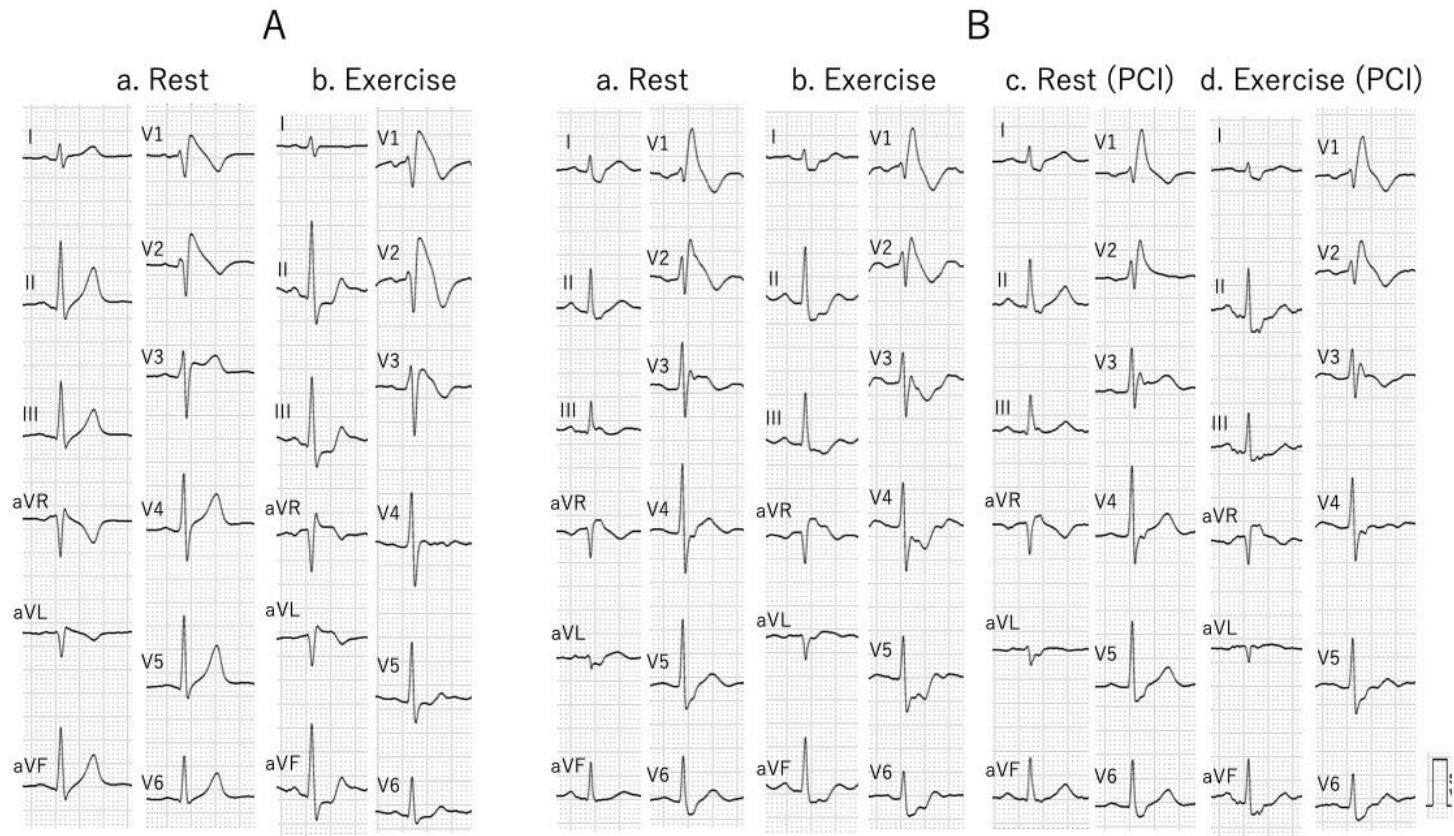 A
B
a. Rest
b. Exercise
a. Rest
b. Exercise
c. Rest (PCI)
d. Exercise (PCI)
I
V1
I
V1
I
V1
I
V1
I
V1
I
V1
II
V2
II
V2
II
V2
II
V2
II
V2
II
V2
III
V3
III
V3
III
V3
III
V3
III
V3
III
V3
aVR
V4
aVR
V4
aVR
V4
aVR
V4
aVR
V4
aVR
V4
aVL
V5
aVL
V5
aVL
V5
aVL
V5
aVL
V5
aVL
V5
aVF
V6
aVF
V6
aVF
V6
aVF
V6
aVF
V6
aVF
V6